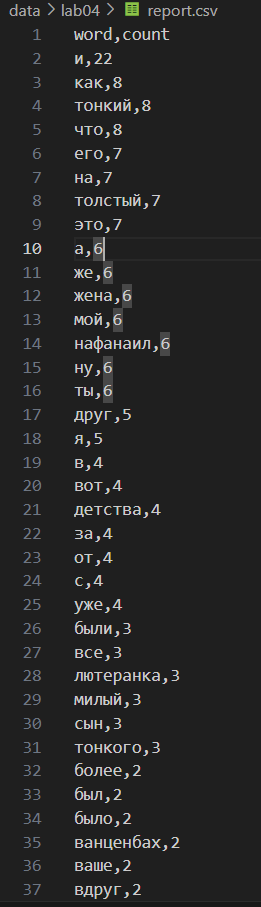 data > lab04 > report.csv
1 word,count
2 и,22
3 как,8
4 тонкий,8
5 что,8
6 его,7
7 на,7
8 толстый,7
9 это,7
10 а,6
11 же,6
12 жена,6
13 мой,6
14 нафанаил,6
15 ну,6
16 ты,6
17 друг,5
18 я,5
19 в,4
20 вот,4
21 детства,4
22 за,4
23 от,4
24 с,4
25 уже,4
26 были,3
27 все,3
28 лютеранка,3
29 милый,3
30 сын,3
31 тонкого,3
32 более,2
33 был,2
34 было,2
35 ванценбах,2
36 ваше,2
37 вдруг,2